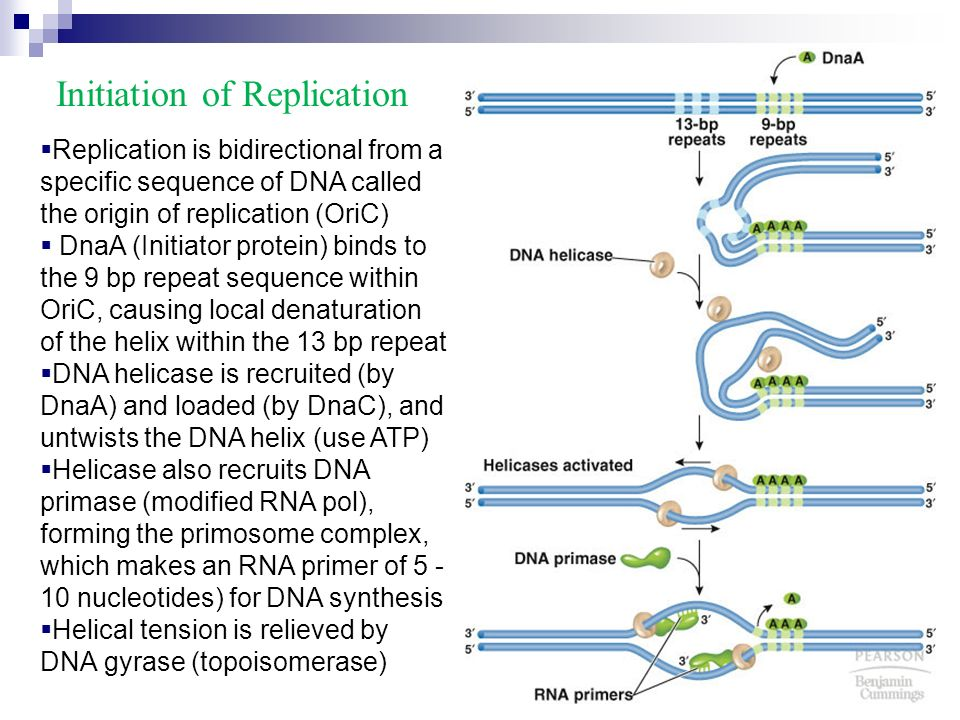 Initiation of Replication
▪Replication is bidirectional from a
specific sequence of DNA called
the origin of replication (OriC)
▪ DnaA (Initiator protein) binds to
the 9 bp repeat sequence within
OriC, causing local denaturation
of the helix within the 13 bp repeat
▪DNA helicase is recruited (by
DnaA) and loaded (by DnaC), and
untwists the DNA helix (use ATP)
▪Helicase also recruits DNA
primase (modified RNA pol),
forming the primosome complex,
which makes an RNA primer of 5 -
10 nucleotides) for DNA synthesis
▪Helical tension is relieved by
DNA gyrase (topoisomerase)
A DnaA
3′ 5′
5′ 3′
13-bp 9-bp
repeats repeats
5′
3′
A A A A
5′
3′
DNA helicase
5′
3′
A A A A
5′
3′
Helicases activated
A A A A
3′ 5′
5′ 3′
DNA primase
A
3′ A A A
3′ 5′
5′ 3′
3′
RNA primers
PEARSON
Benjamin
Cummings